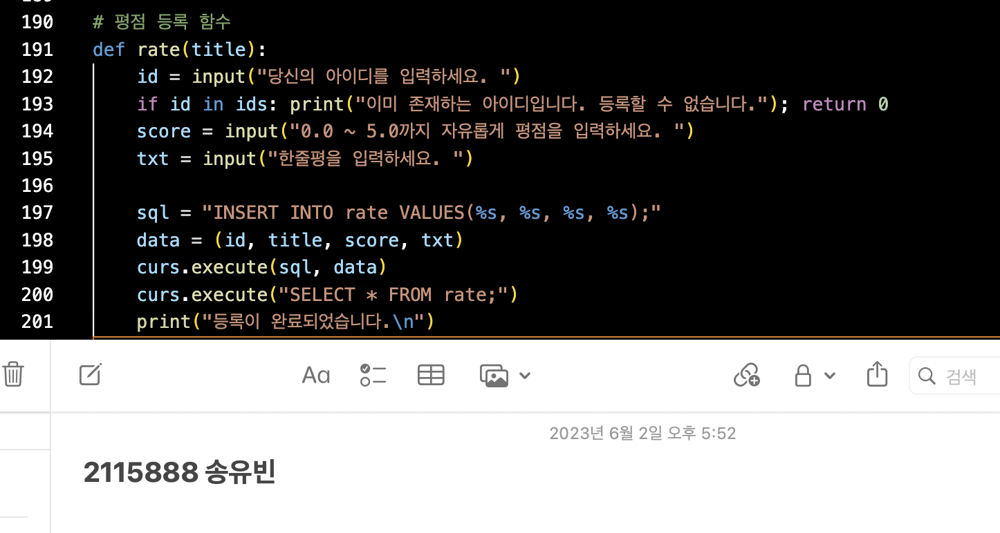 190 # 평점 등록 함수
191 def rate(title):
192 id = input("당신의 아이디를 입력하세요. ")
193 if id in ids: print("이미 존재하는 아이디입니다. 등록할 수 없습니다."); return 0
194 score = input("0.0 ~ 5.0까지 자유롭게 평점을 입력하세요. ")
195 txt = input("한줄평을 입력하세요. ")
196
197 sql = "INSERT INTO rate VALUES(%s, %s, %s, %s);"
198 data = (id, title, score, txt)
199 curs.execute(sql, data)
200 curs.execute("SELECT * FROM rate;")
201 print("등록이 완료되었습니다.\n")
Aa 검색
2023년 6월 2일 오후 5:52
2115888 송유빈